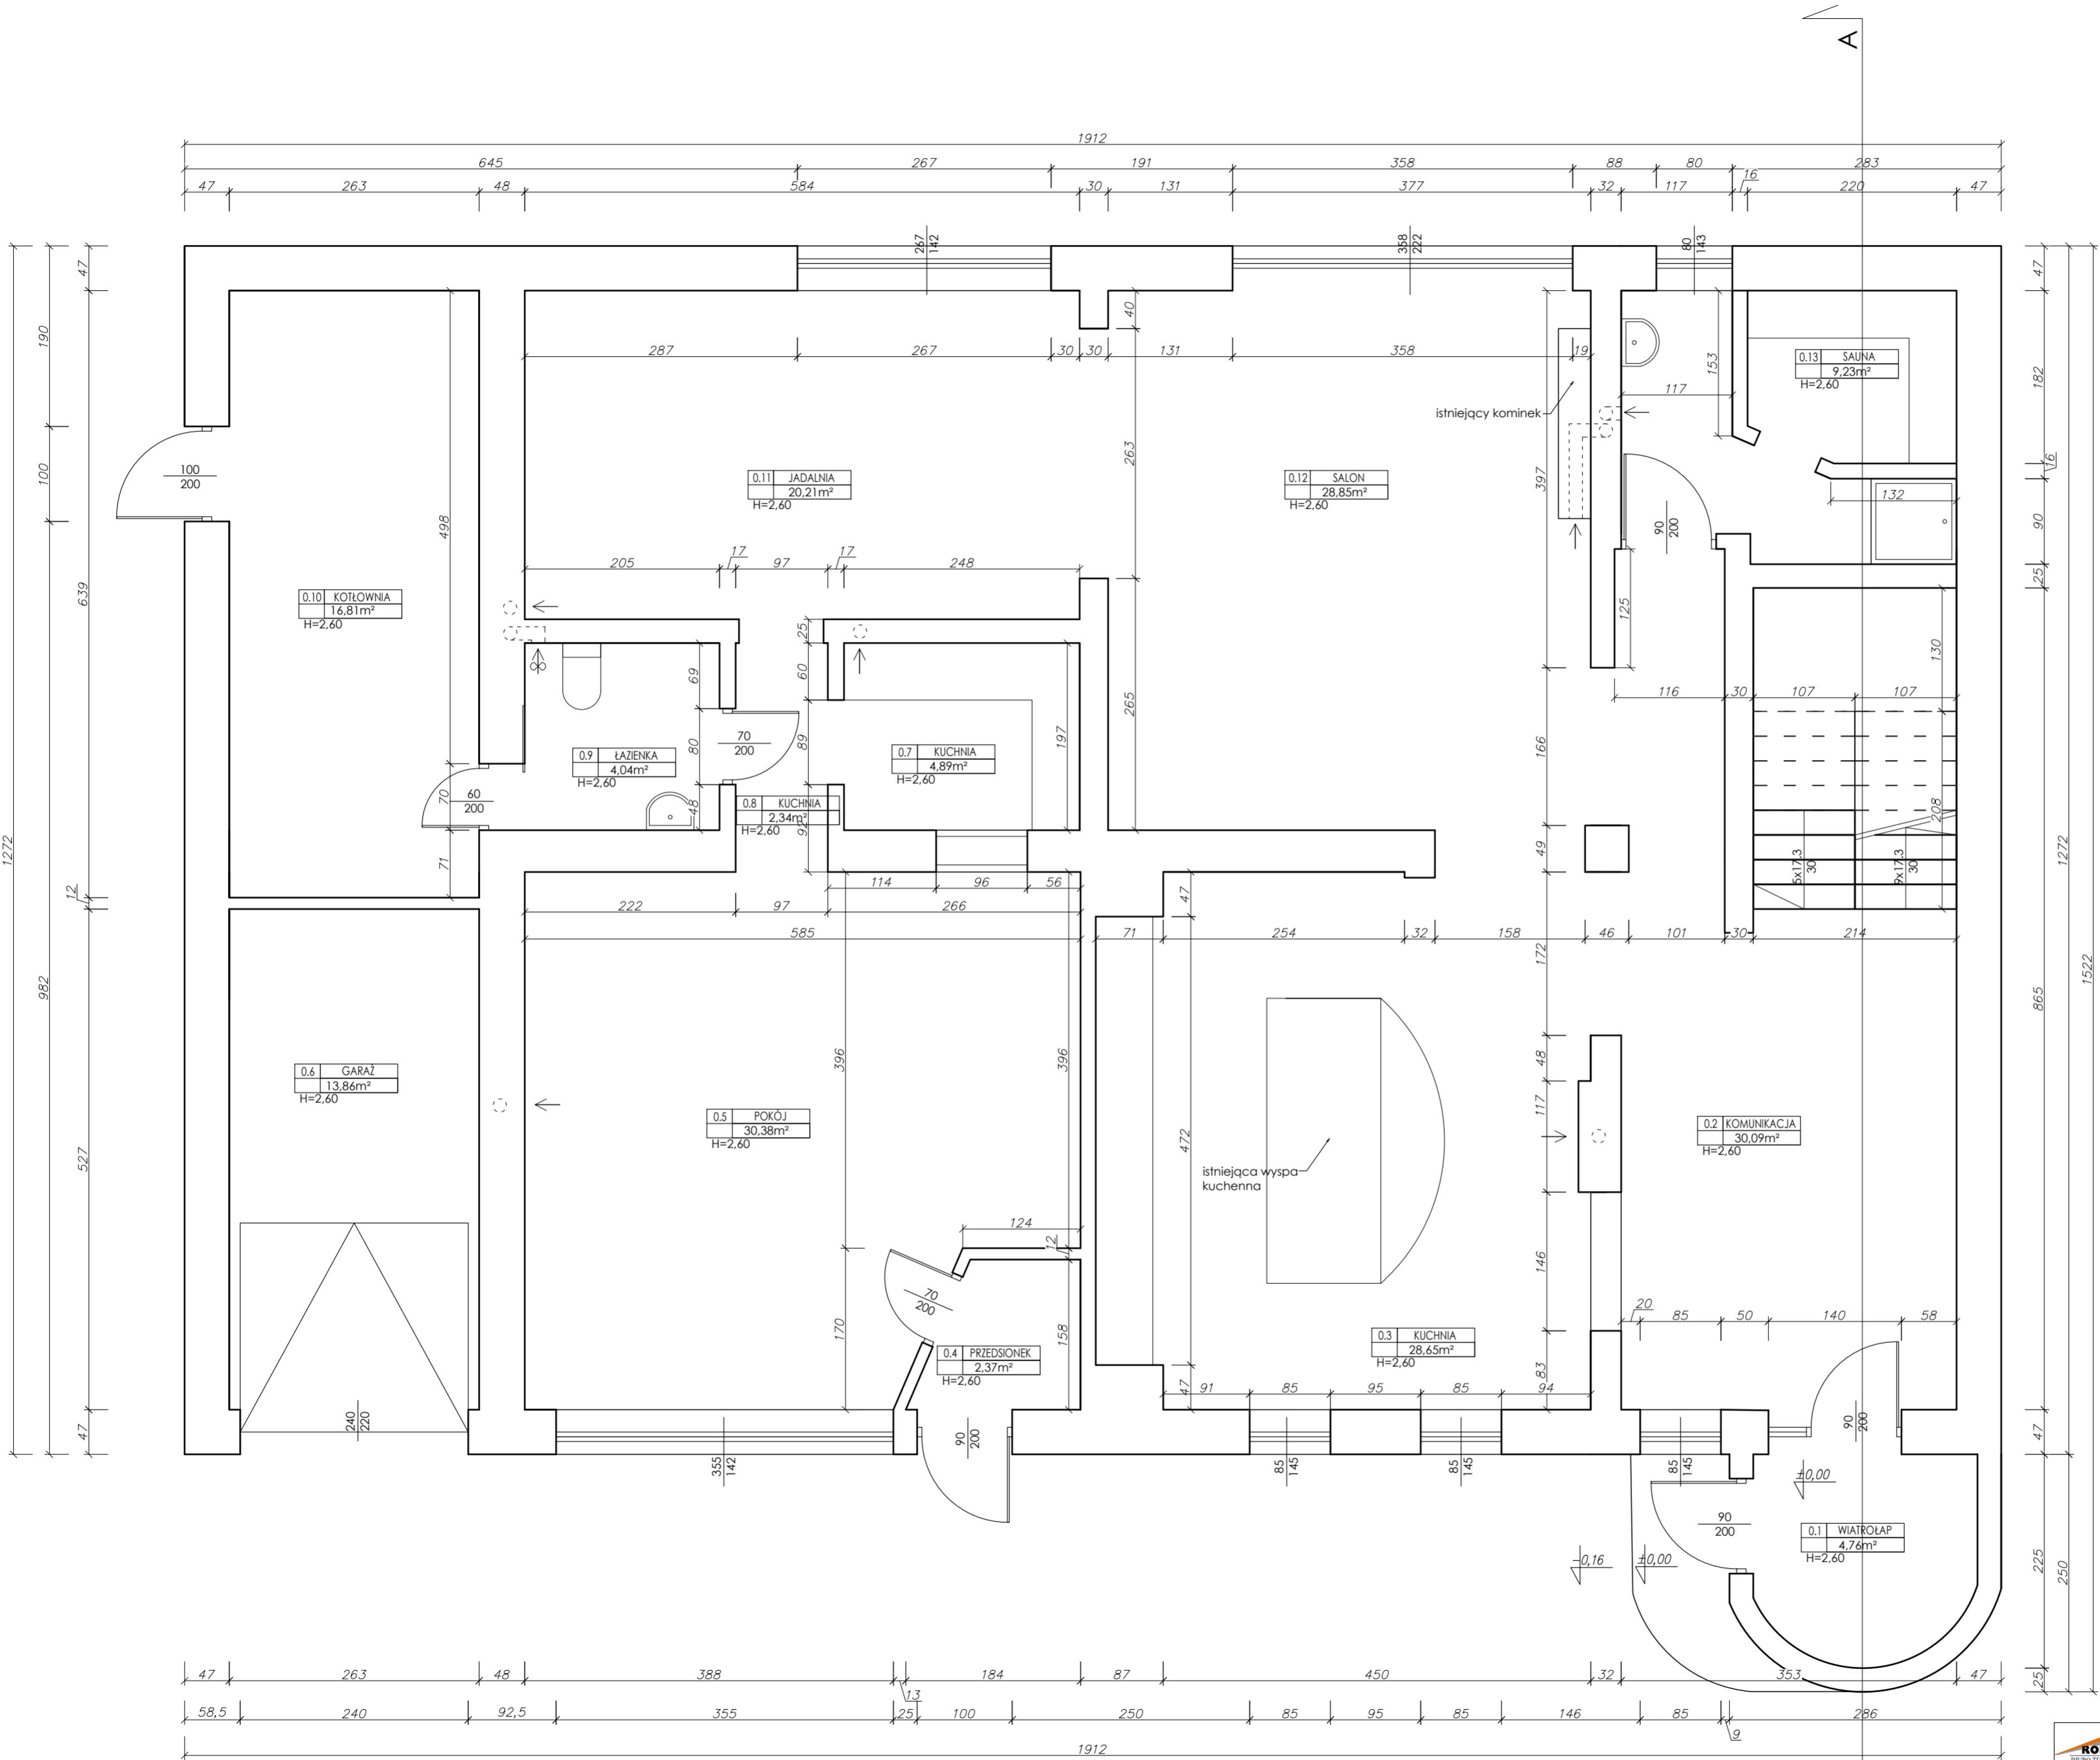 A
1912
645 267 191 358 88 80 283
47 263 48 584 30 131 377 32 117 16 220 47
267
142
358
222
80
143
47
190
40
287 267 30 30 131 358 19
153
182
0.13 SAUNA
9,23m²
H=2,60
117
istniejący kominek
100
200
100
263
397
16
0.11 JADALNIA
20,21m²
H=2,60
0.12 SALON
28,85m²
H=2,60
132
498
90
200
90
205 17 97 17 248
25
639
0.10 KOTŁOWNIA
16,81m²
H=2,60
125
25
130
69
60
265
116 30 107 107
70
200
80
89
197
166
0.9 ŁAZIENKA
4,04m²
H=2,60
0.7 KUCHNIA
4,89m²
H=2,60
60
200
70
48
0.8 KUCHNIA
2,34m²
H=2,60
92
208
49
5x17.3
30
9x17.3
30
1272
71
12
114 96 56
47
222 97 266
585
71 254 32 158 46 101 30 214
172
982
865
1272
1522
396
396
48
0.6 GARAŻ
13,86m²
H=2,60
0.5 POKÓJ
30,38m²
H=2,60
117
0.2 KOMUNIKACJA
30,09m²
H=2,60
527
472
istniejąca wyspa
kuchenna
124
12
146
70
200
170
158
20 85 50 140 58
0.4 PRZEDSIONEK
2,37m²
H=2,60
0.3 KUCHNIA
28,65m²
H=2,60
83
47
91 85 95 85 94
240
220
90
200
90
200
47
47
355
142
85
145
85
145
85
145
±0,00
90
200
0.1 WIATROŁAP
4,76m²
H=2,60
-0,16
±0,00
225
250
47 263 48 388 13 184 87 450 32 353 47
25
58,5 240 92,5 355 25 100 250 85 95 85 146 85 9 286
1912
RO